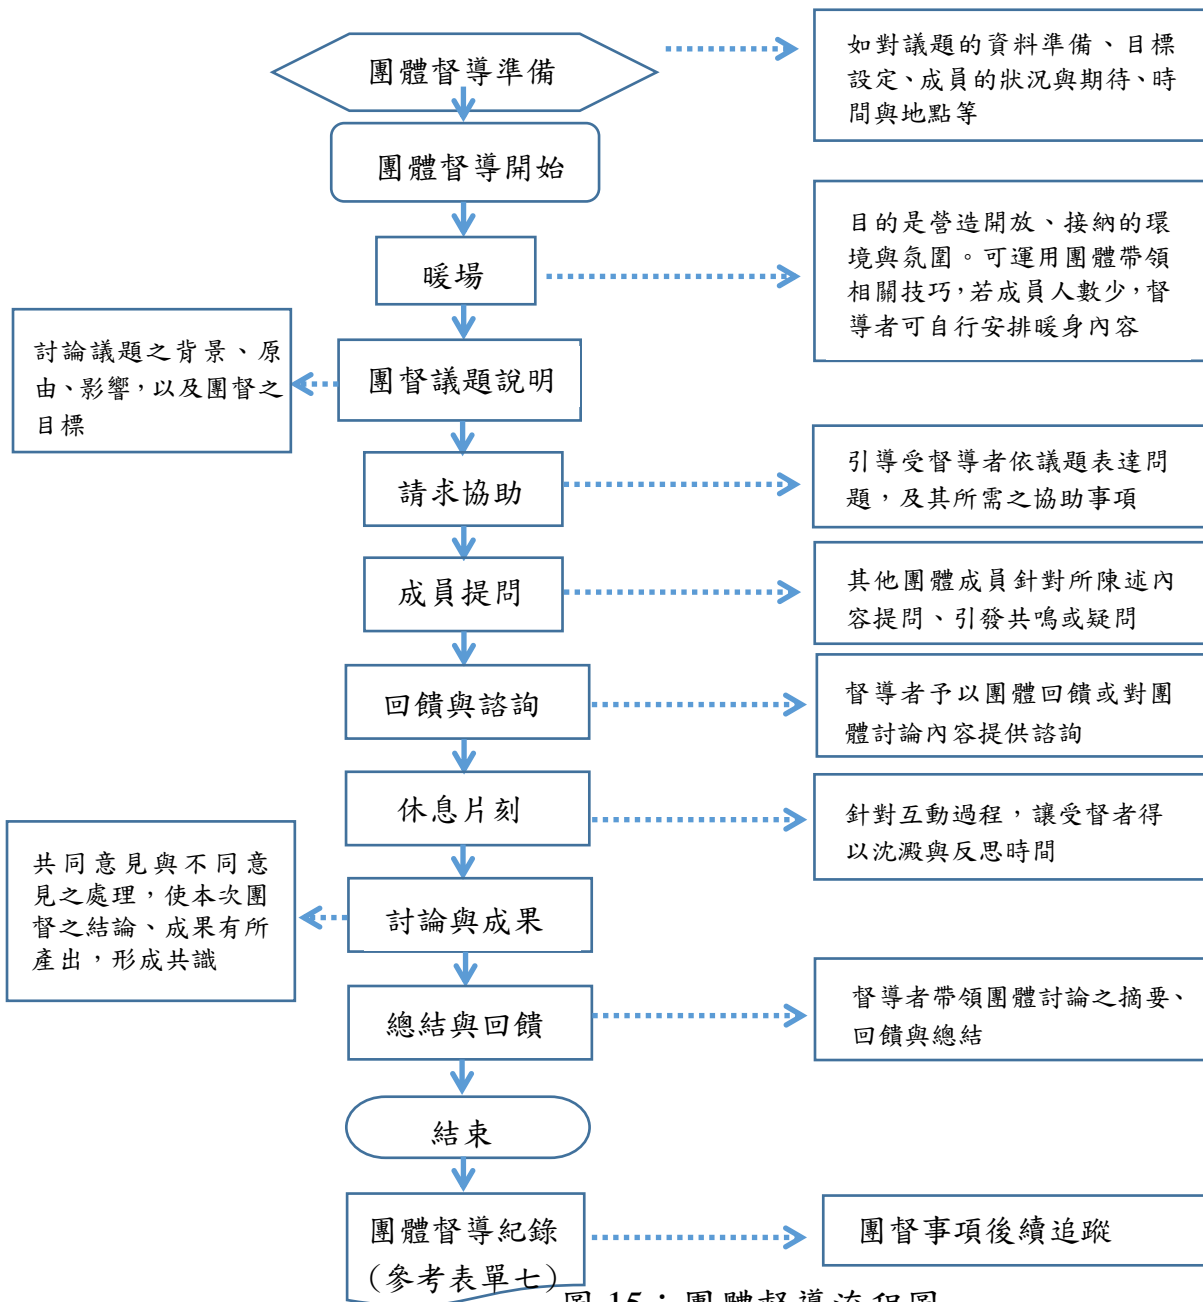 團體督導準備
如對議題的資料準備、目標
設定、成員的狀況與期待、時
間與地點等
團體督導開始
暖場
目的是營造開放、接納的環
境與氛圍。可運用團體帶領
相關技巧,若成員人數少,督
導者可自行安排暖身內容
團督議題說明
討論議題之背景、原
由、影響,以及團督之
目標
請求協助
引導受督導者依議題表達問
題,及其所需之協助事項
成員提問
其他團體成員針對所陳述內
容提問、引發共鳴或疑問
回饋與諮詢
督導者予以團體回饋或對團
體討論內容提供諮詢
休息片刻
針對互動過程,讓受督者得
以沈澱與反思時間
討論與成果
共同意見與不同意
見之處理,使本次團
督之結論、成果有所
產出,形成共識
總結與回饋
督導者帶領團體討論之摘要、
回饋與總結
結束
團體督導紀錄
(參考表單七)
團督事項後續追蹤
圖 15:團體督導流程圖